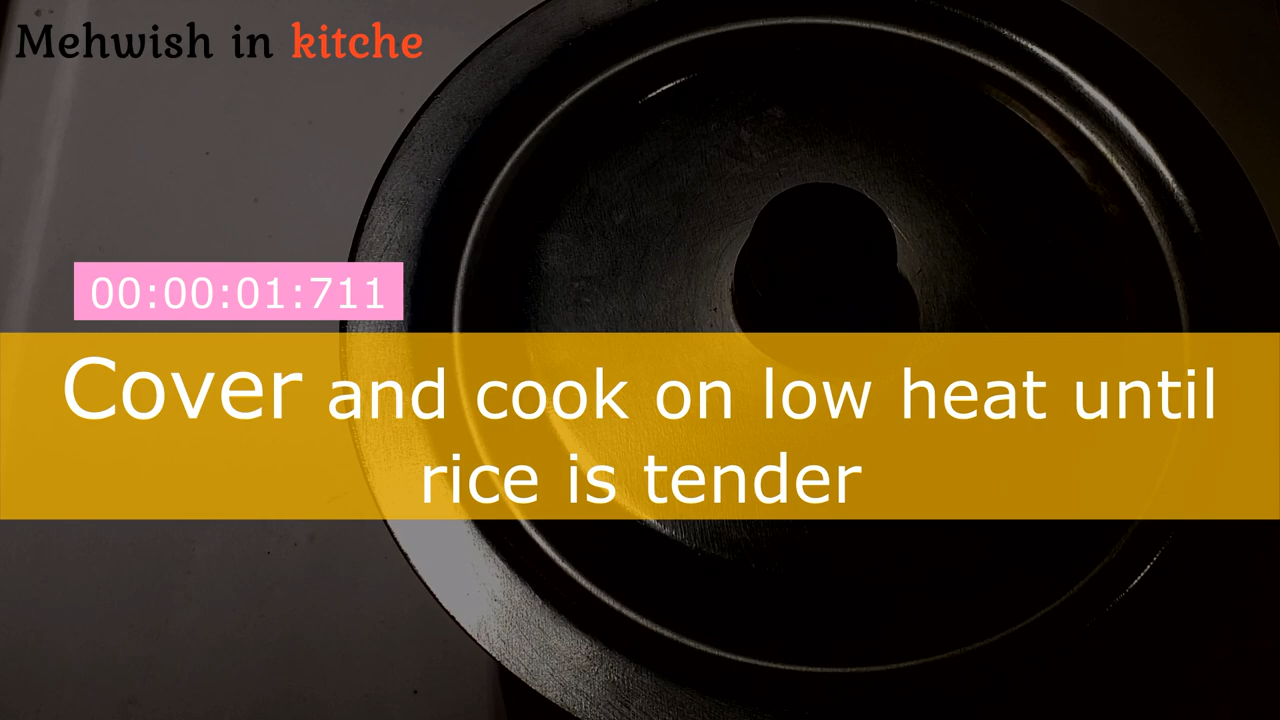 Mehwish in kitche
00:00:01:711
Cover and cook on low heat until
rice is tender